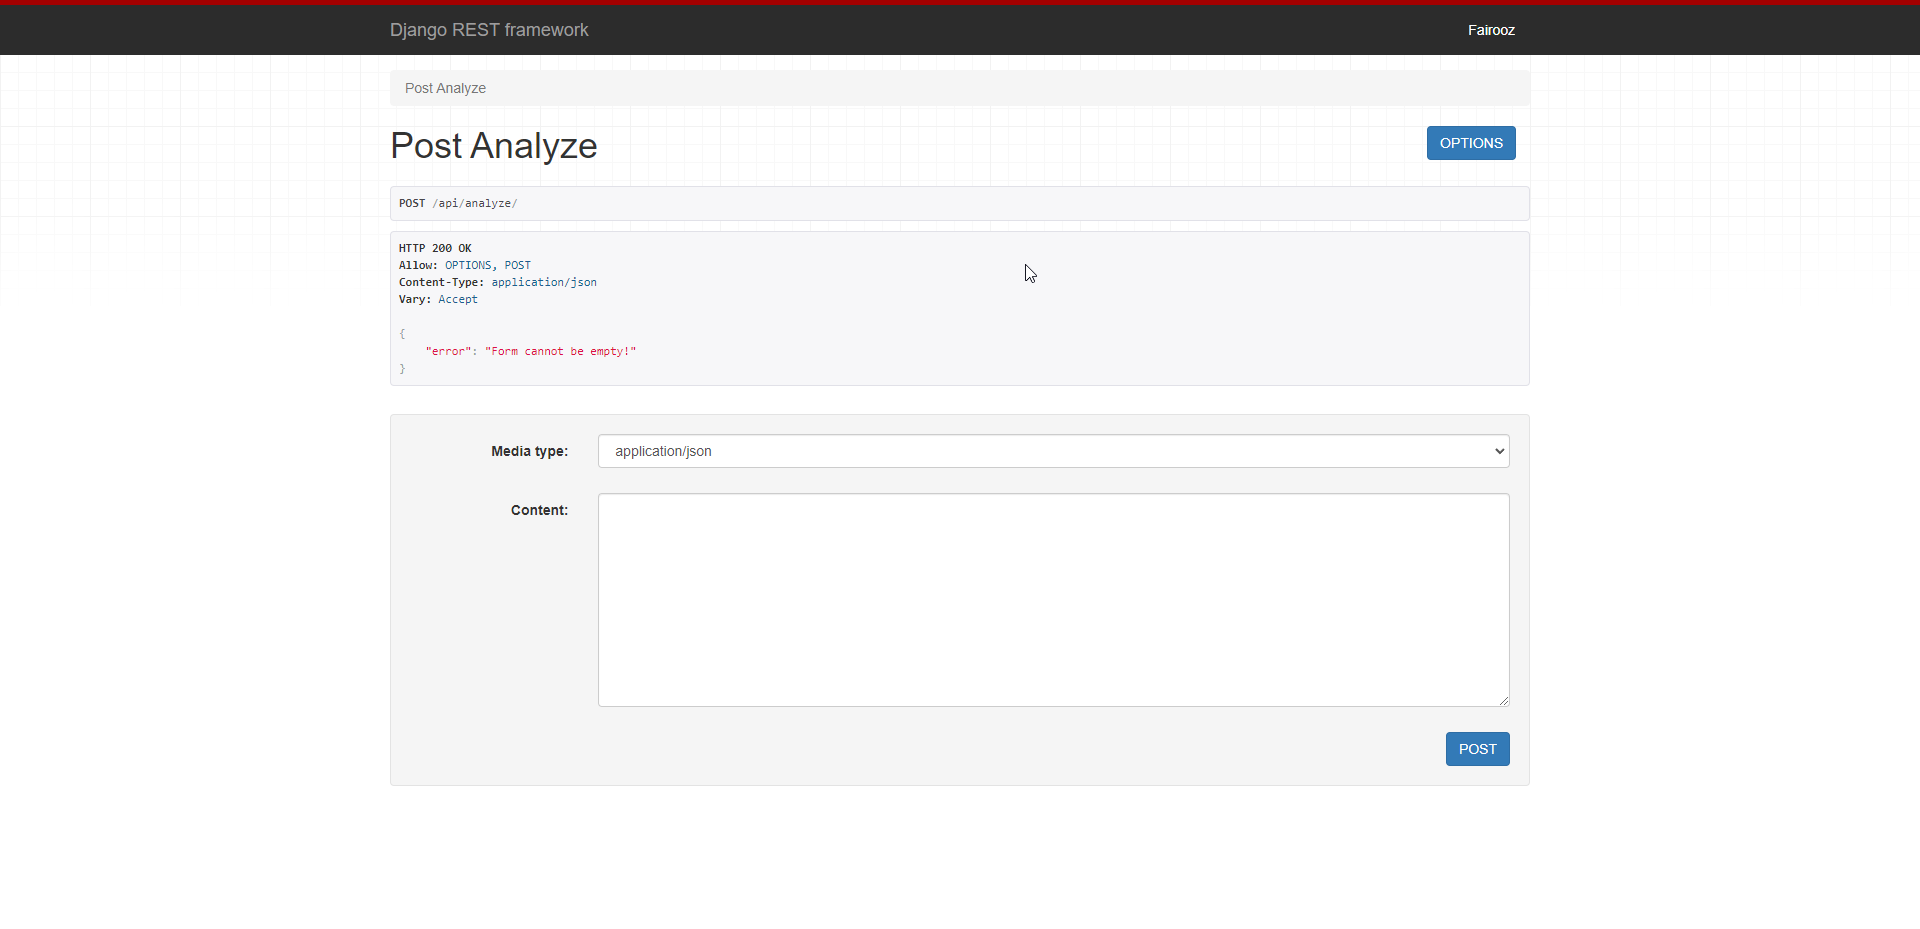 Django REST framework
Fairooz
Post Analyze
Post Analyze
OPTIONS
POST /api/analyze/
HTTP 200 OK
Allow: OPTIONS, POST
Content-Type: application/json
Vary: Accept
{
"error": "Form cannot be empty!"
}
Media type:
application/json
Content:
POST